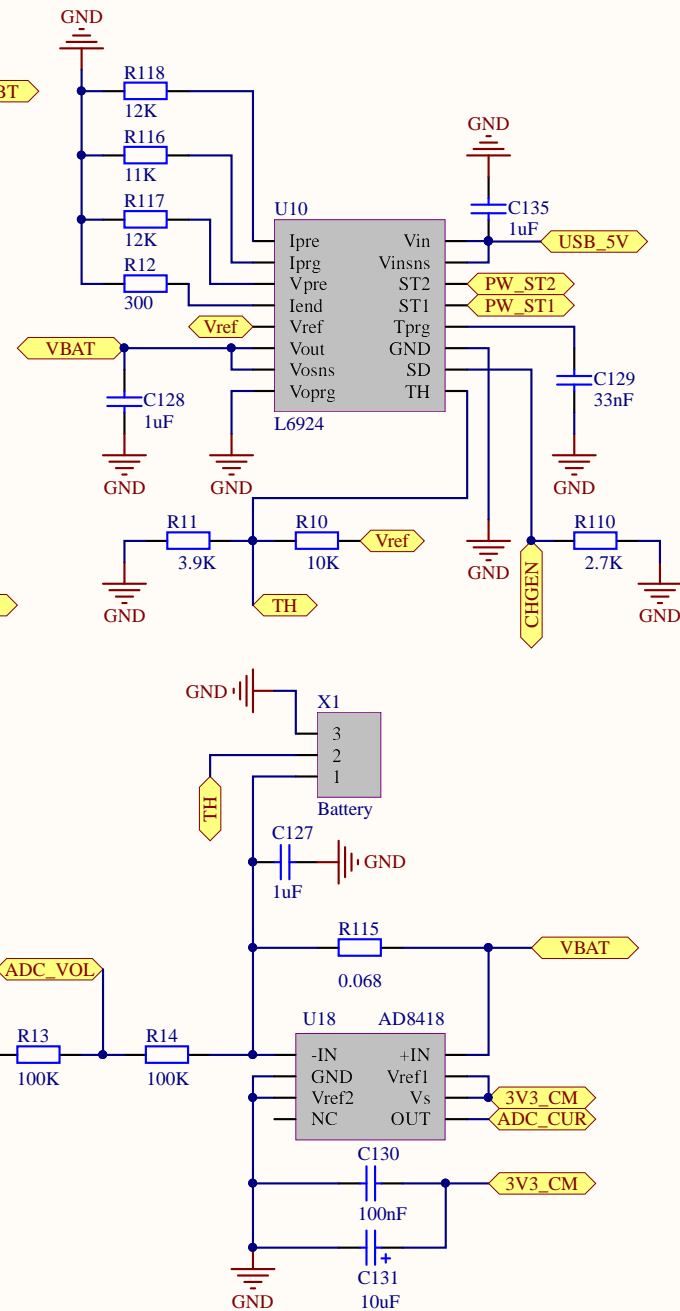 GND
BT
R118
12K
R116
11K
R117
12K
R12
300
GND
C135
1uF
USB_5V
U10
Ipre
Vin
Iprg
Vinsns
Vpre
ST2
PW_ST2
Iend
ST1
PW_ST1
Vref
Vref
Tprg
VBAT
Vout
GND
Vosns
SD
Voprg
TH
L6924
C128
1uF
GND
GND
C129
33nF
GND
R11
3.9K
R10
10K
Vref
GND
TH
GND
CHGEN
R110
2.7K
GND
GND
X1
3
2
1
Battery
TH
C127
1uF
GND
R115
0.068
VBAT
ADC_VOL
R13
100K
R14
100K
U18
AD8418
-IN
+IN
GND
Vref1
Vref2
Vs
3V3_CM
NC
OUT
ADC_CUR
C130
100nF
3V3_CM
C131
10uF
GND